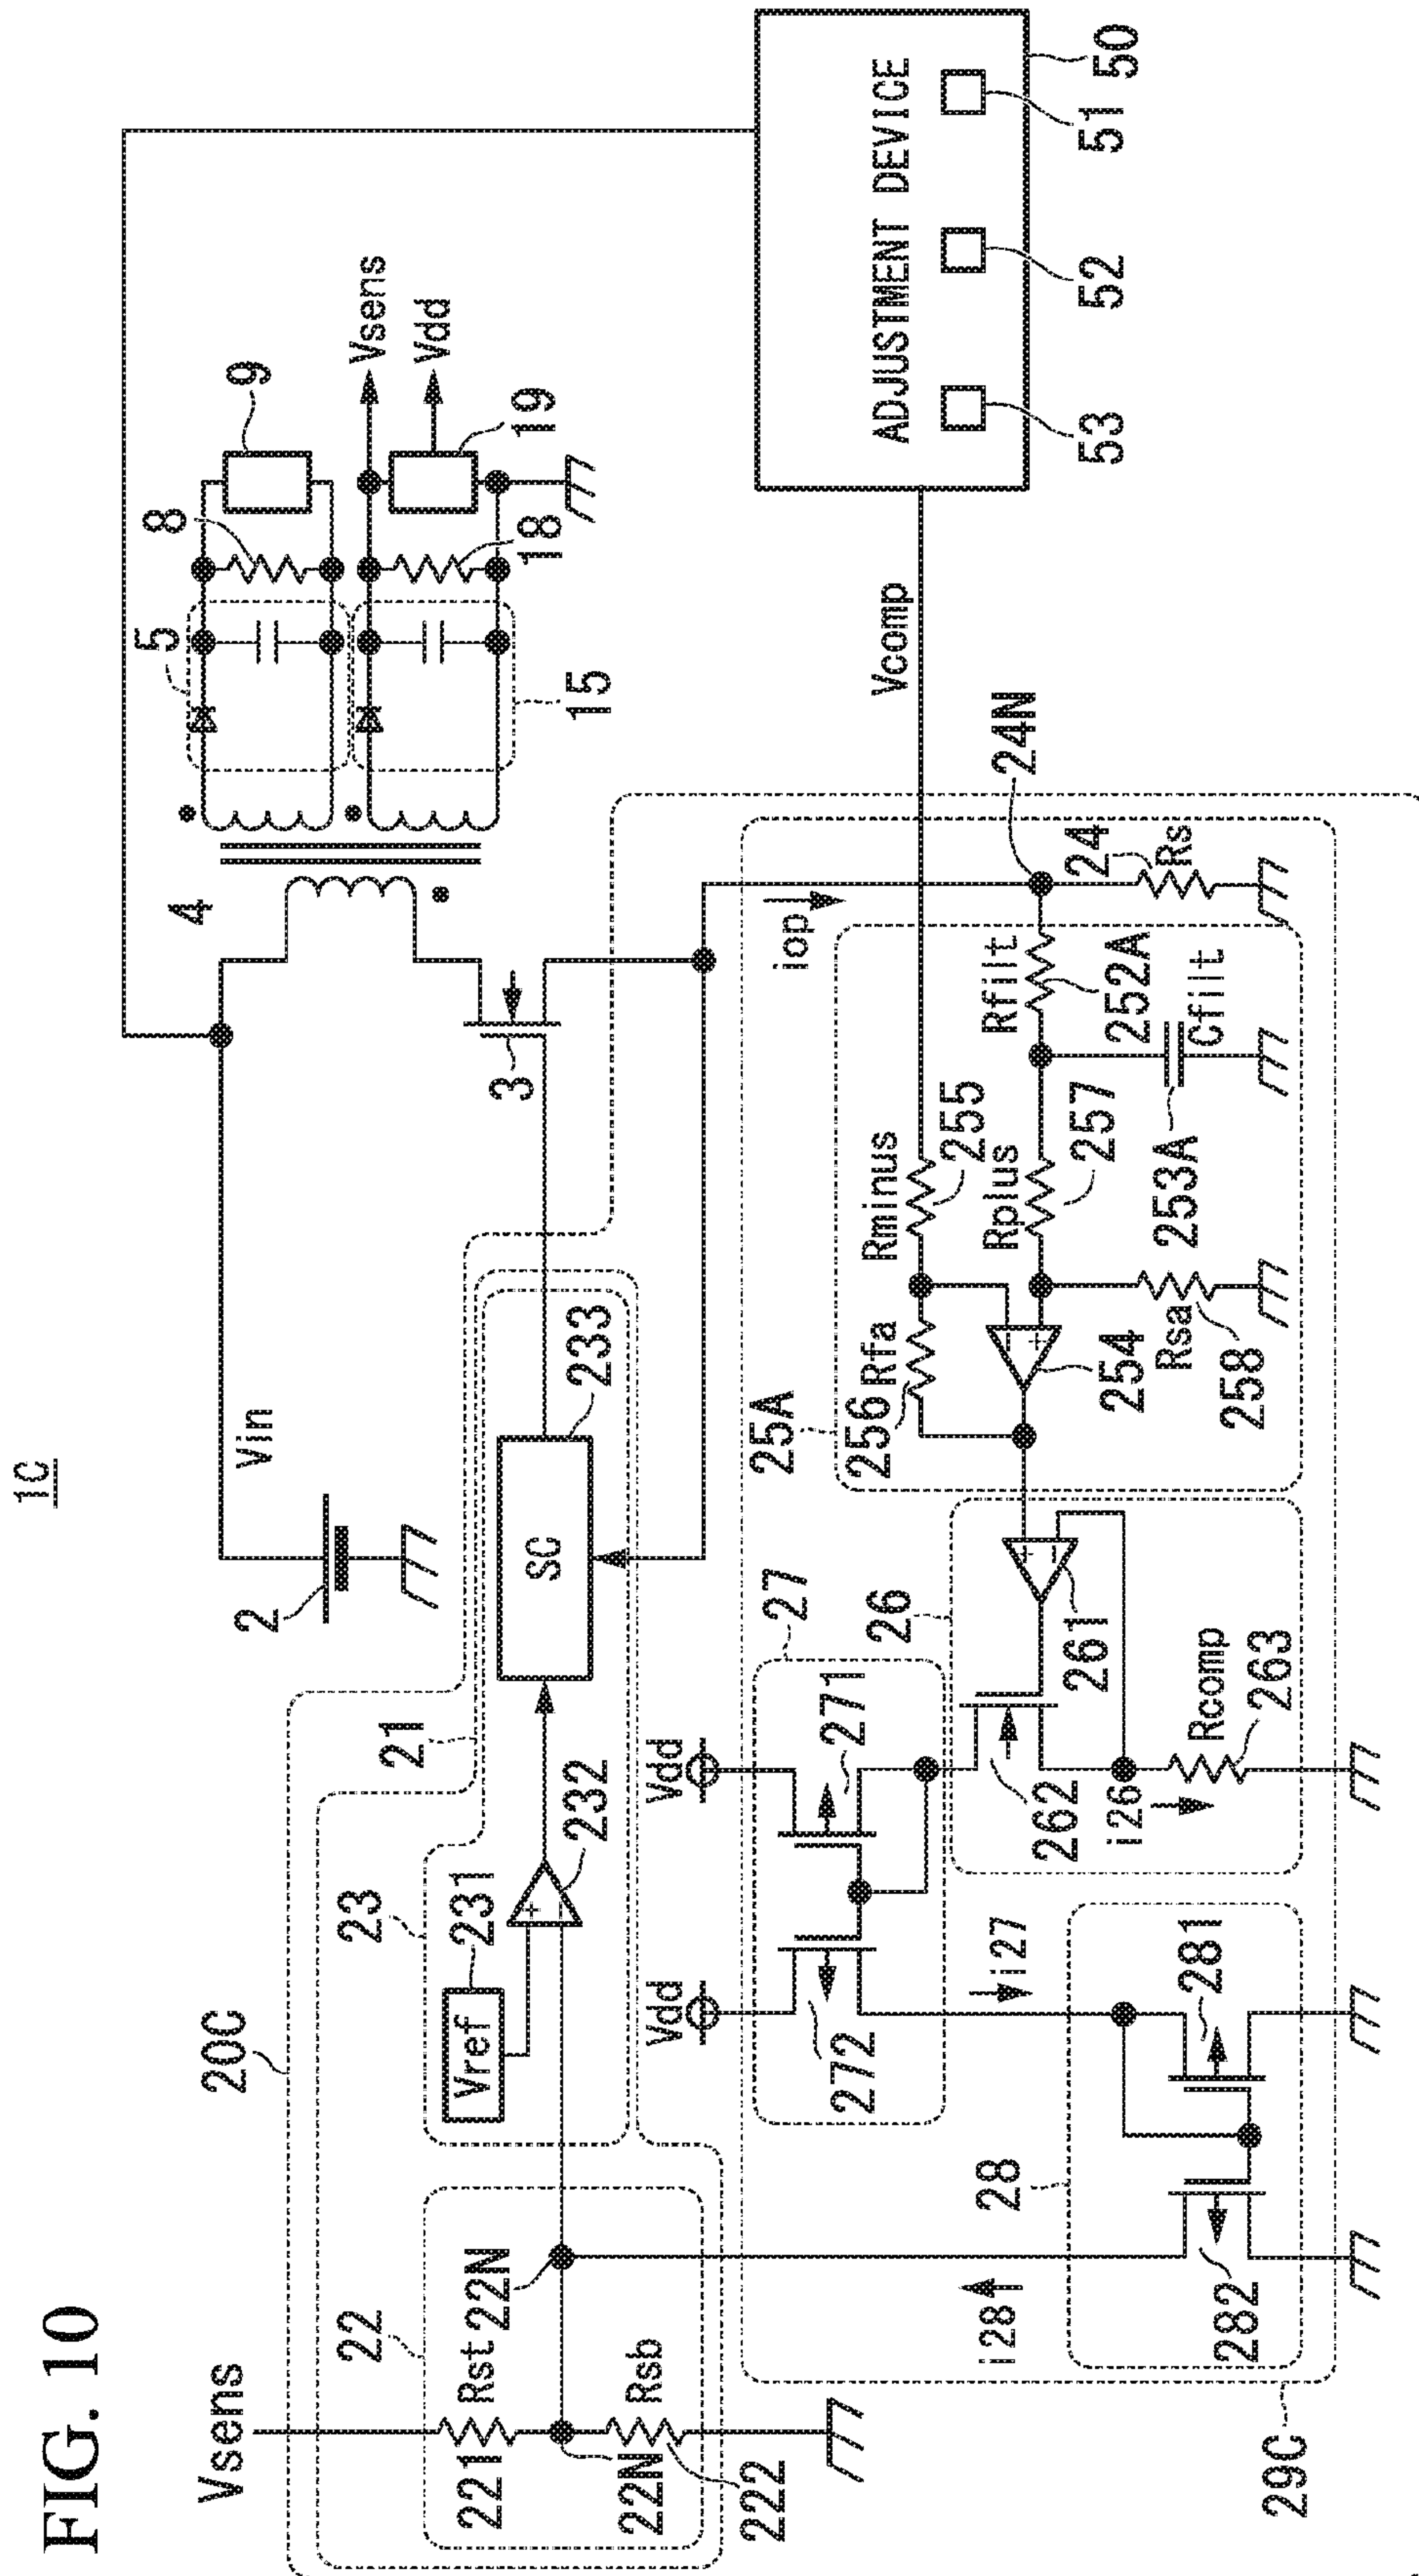 FIG. 10
1C
Vsens
20C
21
22
Rst
221
22N
22N
Rsb
222
23
Vref
231
232
SC
233
2
Vin
3
4
5
8
9
15
18
19
Vsens
Vdd
ADJUSTMENT DEVICE
53
52
51
50
Vcomp
24N
iop
24
Rs
25A
256
Rfa
Rminus
255
Rplus
257
Rfilt
252A
Cfilt
253A
254
Rsa
258
26
261
262
i26
Rcomp
263
27
Vdd
Vdd
271
272
i27
28
281
282
i28
29C